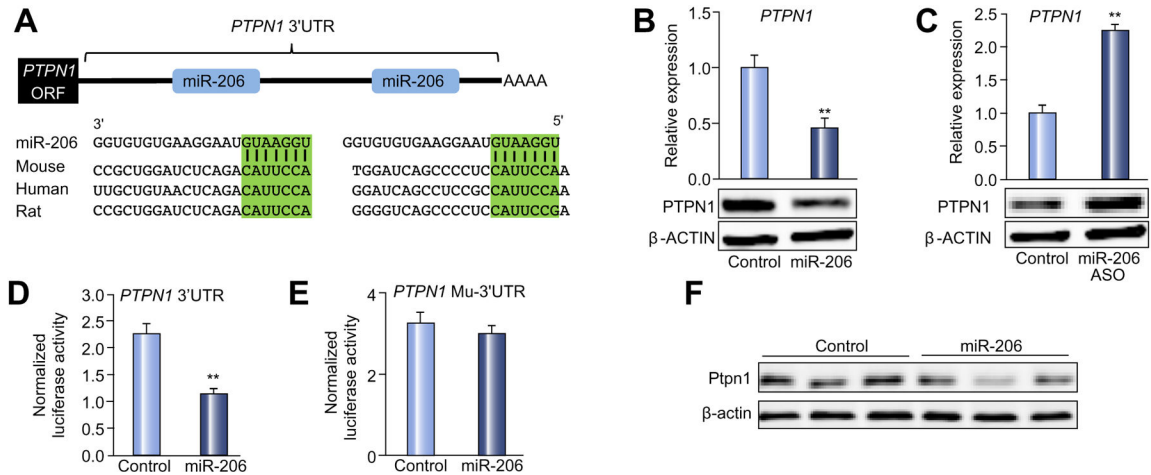 A
PTPN1 3'UTR
PTPN1
ORF
miR-206
miR-206
AAAA
3'
5'
miR-206 GGUGUGUGAAGGAAUGUAAGGU GGUGUGUGAAGGAAUGUAAGGU
Mouse CCGCUGGAUCUCAGACAUUCCA TGGAUCAGCCCCUCCAUUCCAA
Human UUGCUGUAACUCAGACAUUCCA GGAUCAGCCUCCGCCAUUCCAA
Rat CCGCUGGAUCUCAGACAUUCCA GGGGUCAGCCCCUCCAUUCCGA
B
PTPN1
Relative expression
1.5
1.0
0.5
0.0
**
PTPN1
β-ACTIN
Control miR-206
C
PTPN1
Relative expression
2.5
2.0
1.5
1.0
0.5
0.0
**
PTPN1
β-ACTIN
Control miR-206
ASO
D
PTPN1 3'UTR
Normalized
luciferase activity
3.0
2.5
2.0
1.5
1.0
0.5
0.0
**
Control miR-206
E
PTPN1 Mu-3'UTR
Normalized
luciferase activity
4
2
0
Control miR-206
F
Control miR-206
Ptpn1
β-actin